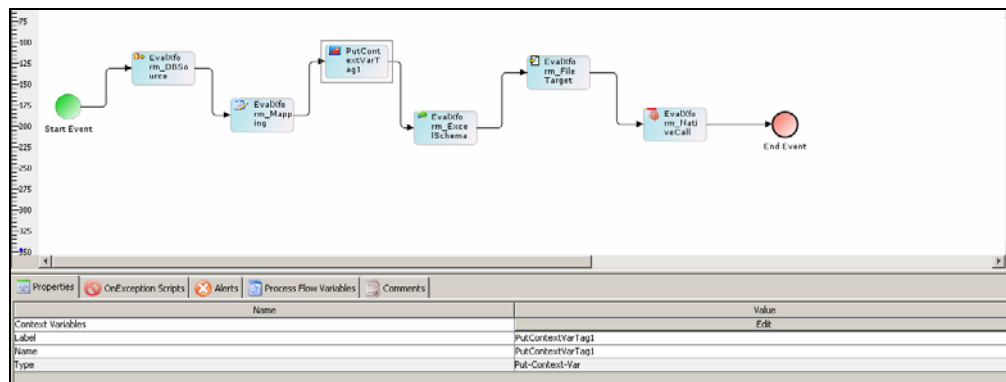 75
100
125
150
175
200
225
250
275
300
325
350
Start Event
EvalXfo
rm_DBSo
urce
EvalXfo
rm_Mapp
ing
PutCont
extVarT
ag1
EvalXfo
rm_Exce
lSchema
EvalXfo
rm_File
Target
EvalXfo
rm_Nati
veCall
End Event
Properties OnException Scripts Alerts Process Flow Variables Comments
Name Value
Context Variables Edit
Label PutContextVarTag1
Name PutContextVarTag1
Type Put-Context-Var